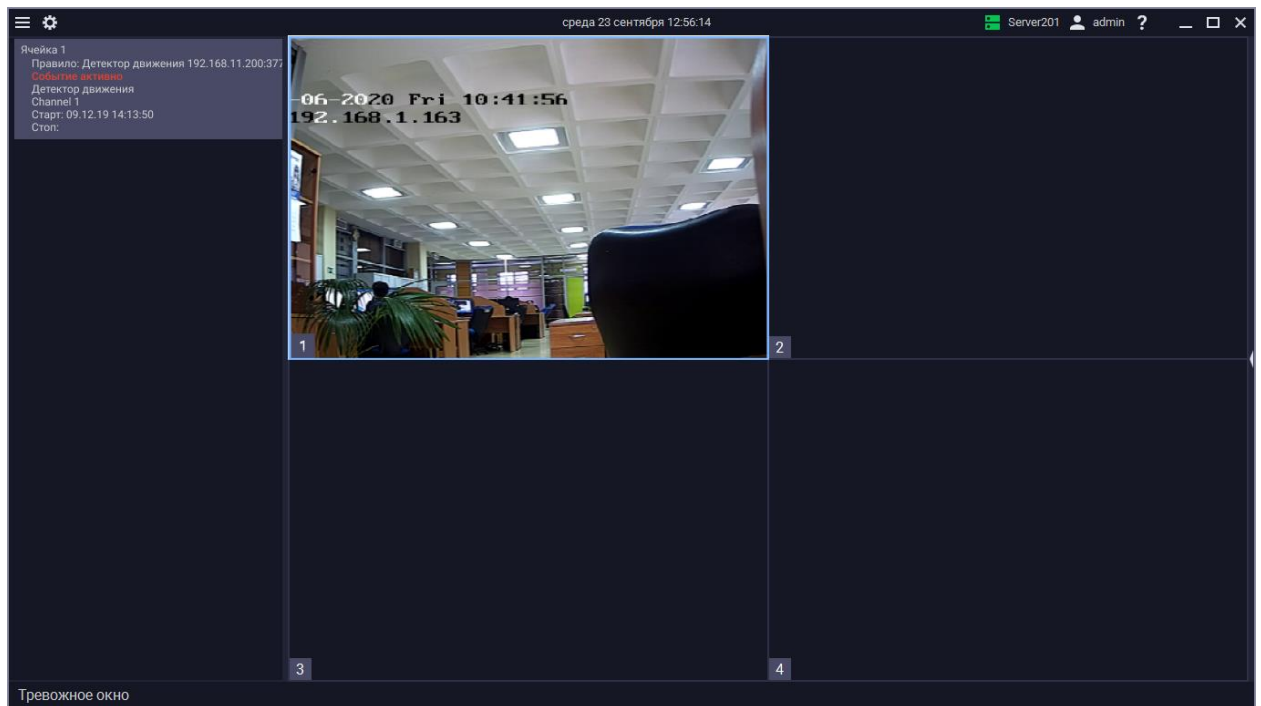 среда 23 сентября 12:56:14
Server201
admin
?
Ячейка 1
Правило: Детектор движения 192.168.11.200:377
Событие активно
Детектор движения
Channel 1
Старт: 09.12.19 14:13:50
Стоп:
-06-2020 Fri 10:41:56
192.168.1.163
1
2
3
4
Тревожное окно